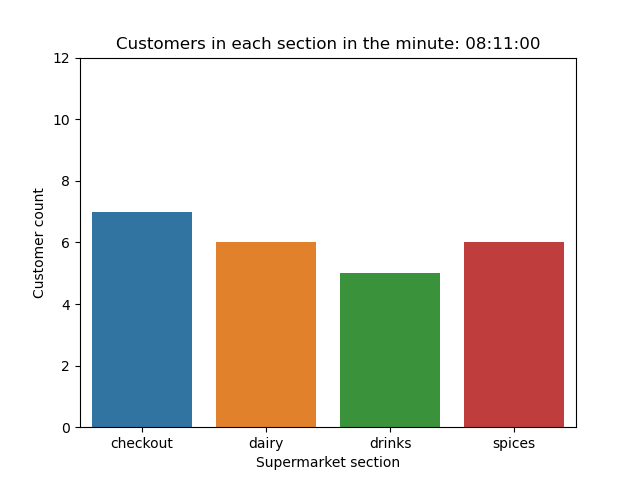 Customers in each section in the minute: 08:11:00
12
10
8
6
4
2
0
Customer count
checkout dairy drinks spices
Supermarket section